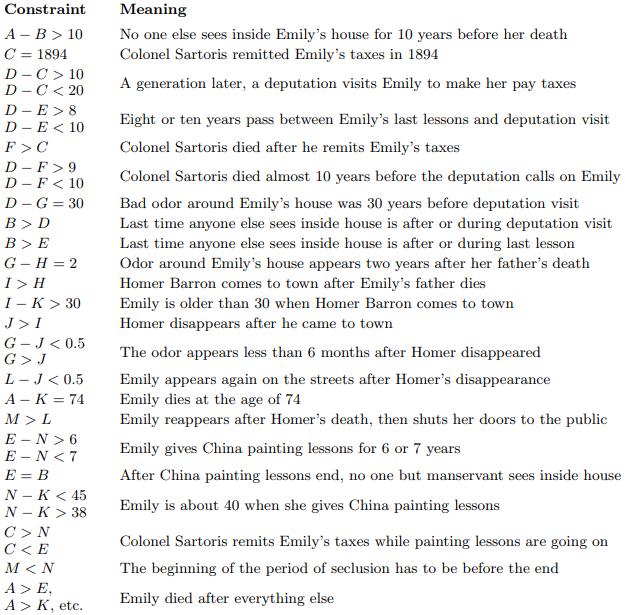 Constraint Meaning
A − B > 10 No one else sees inside Emily's house for 10 years before her death
C = 1894 Colonel Sartoris remitted Emily's taxes in 1894
D − C > 10
D − C < 20
A generation later, a deputation visits Emily to make her pay taxes
D − E > 8
D − E < 10
Eight or ten years pass between Emily's last lessons and deputation visit
F > C Colonel Sartoris died after he remits Emily's taxes
D − F > 9
D − F < 10
Colonel Sartoris died almost 10 years before the deputation calls on Emily
D − G = 30 Bad odor around Emily's house was 30 years before deputation visit
B > D Last time anyone else sees inside house is after or during deputation visit
B > E Last time anyone else sees inside house is after or during last lesson
G − H = 2 Odor around Emily's house appears two years after her father's death
I > H Homer Barron comes to town after Emily's father dies
I − K > 30 Emily is older than 30 when Homer Barron comes to town
J > I Homer disappears after he came to town
G − J < 0.5
G > J
The odor appears less than 6 months after Homer disappeared
L − J < 0.5 Emily appears again on the streets after Homer's disappearance
A − K = 74 Emily dies at the age of 74
M > L Emily reappears after Homer's death, then shuts her doors to the public
E − N > 6
E − N < 7
Emily gives China painting lessons for 6 or 7 years
E = B After China painting lessons end, no one but manservant sees inside house
N − K < 45
N − K > 38
Emily is about 40 when she gives China painting lessons
C > N
C < E
Colonel Sartoris remits Emily's taxes while painting lessons are going on
M < N The beginning of the period of seclusion has to be before the end
A > E,
A > K, etc.
Emily died after everything else